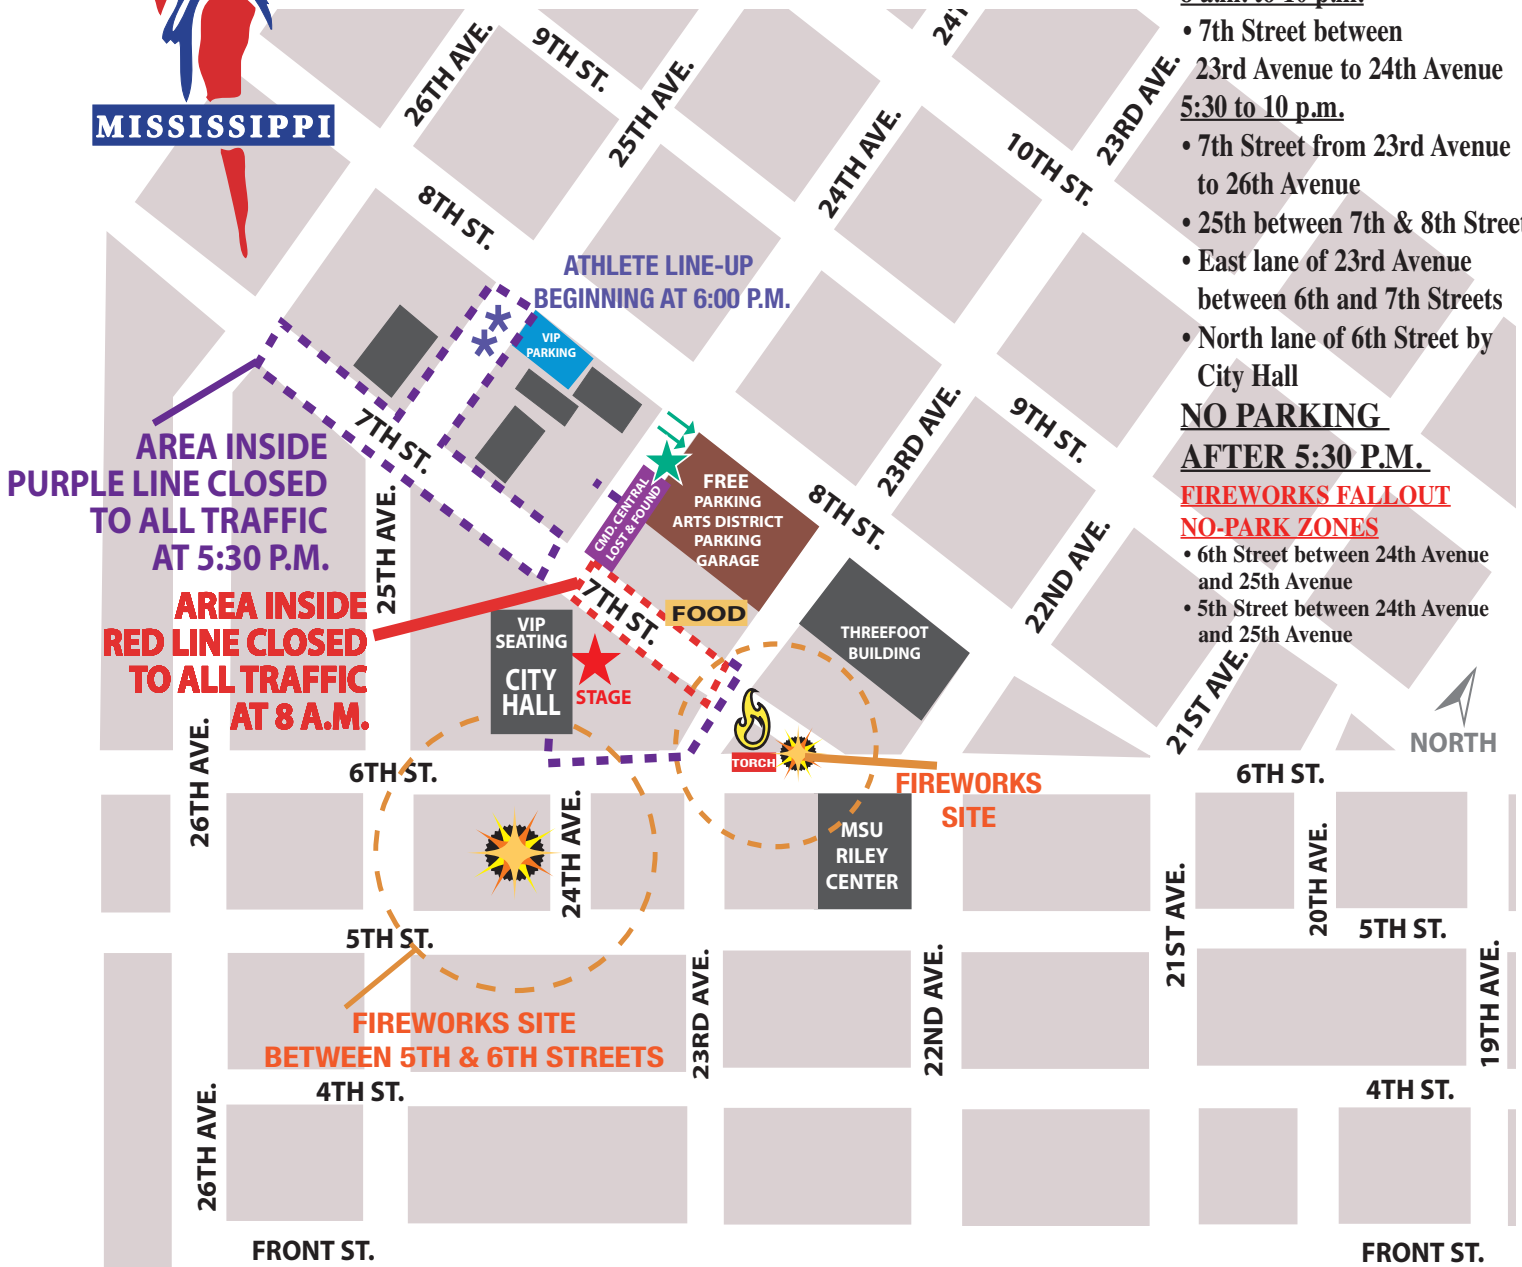 MISSISSIPPI
26TH AVE.
9TH ST.
25TH AVE.
24TH AVE.
10TH ST.
23RD AVE.
8TH ST.
ATHLETE LINE-UP
BEGINNING AT 6:00 P.M.
VIP
PARKING
7TH ST.
AREA INSIDE
PURPLE LINE CLOSED
TO ALL TRAFFIC
AT 5:30 P.M.
AREA INSIDE
RED LINE CLOSED
TO ALL TRAFFIC
AT 8 A.M.
25TH AVE.
CMD. CENTRAL
LOST & FOUND
FREE
PARKING
ARTS DISTRICT
PARKING
GARAGE
8TH ST.
23RD AVE.
9TH ST.
22ND AVE.
7TH ST.
FOOD
VIP
SEATING
CITY
HALL
STAGE
THREEFOOT
BUILDING
TORCH
FIREWORKS
SITE
MSU
RILEY
CENTER
21ST AVE.
NORTH
26TH AVE.
6TH ST.
6TH ST.
24TH AVE.
21ST AVE.
20TH AVE.
5TH ST.
5TH ST.
FIREWORKS SITE
BETWEEN 5TH & 6TH STREETS
23RD AVE.
22ND AVE.
19TH AVE.
4TH ST.
4TH ST.
26TH AVE.
FRONT ST.
FRONT ST.
8 a.m. to 10 p.m.
• 7th Street between
23rd Avenue to 24th Avenue
5:30 to 10 p.m.
• 7th Street from 23rd Avenue
to 26th Avenue
• 25th between 7th & 8th Street
• East lane of 23rd Avenue
between 6th and 7th Streets
• North lane of 6th Street by
City Hall
NO PARKING
AFTER 5:30 P.M.
FIREWORKS FALLOUT
NO-PARK ZONES
• 6th Street between 24th Avenue
and 25th Avenue
• 5th Street between 24th Avenue
and 25th Avenue